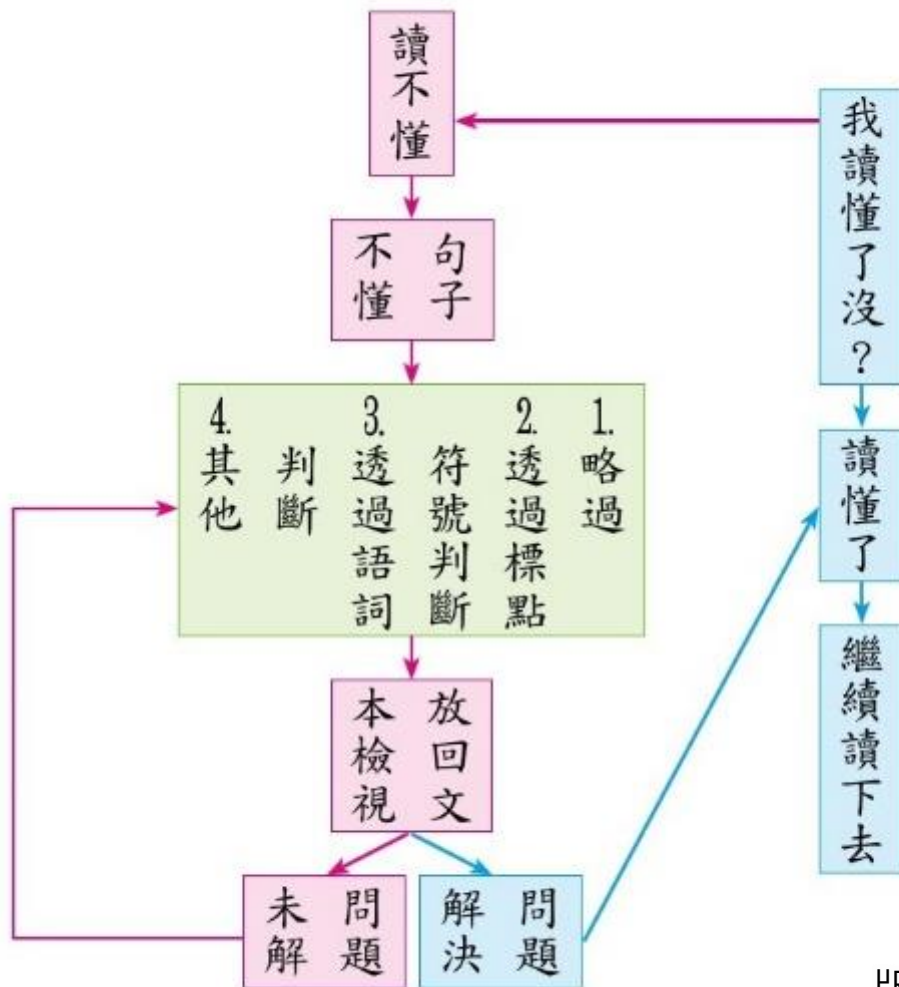 我讀懂了沒？
讀懂了
繼續讀下去
讀不懂
句子
不懂
1.略過
2.透過標點
符號判斷
3.透過語詞
判斷
4.其他
放回文
本檢視
問題
解決
問題
未解